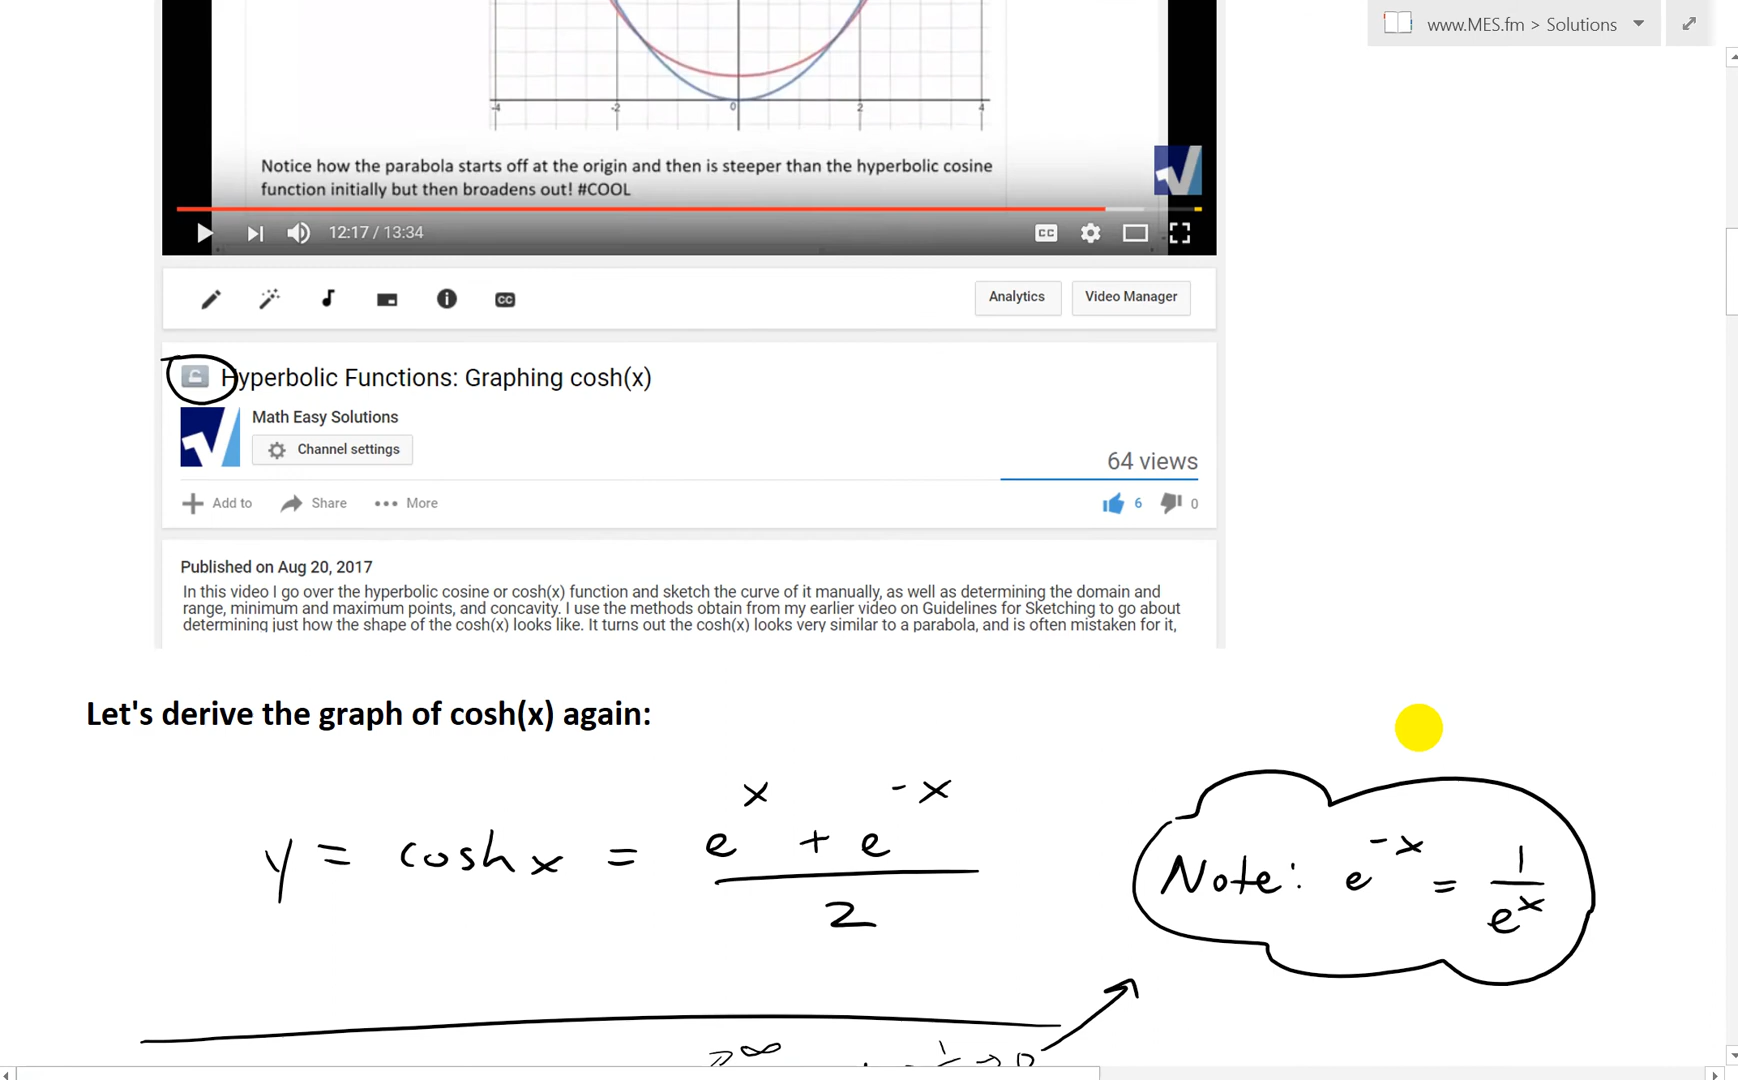 www.MES.fm > Solutions
-4 -2 0 2 4
Notice how the parabola starts off at the origin and then is steeper than the hyperbolic cosine
function initially but then broadens out! #COOL
12:17 / 13:34
CC
CC
Analytics Video Manager
Hyperbolic Functions: Graphing cosh(x)
Math Easy Solutions
Channel settings
64 views
Add to Share More 6 0
Published on Aug 20, 2017
In this video I go over the hyperbolic cosine or cosh(x) function and sketch the curve of it manually, as well as determining the domain and
range, minimum and maximum points, and concavity. I use the methods obtain from my earlier video on Guidelines for Sketching to go about
determining just how the shape of the cosh(x) looks like. It turns out the cosh(x) looks very similar to a parabola, and is often mistaken for it,
Let's derive the graph of cosh(x) again:
y = cosh x = (e^x + e^-x) / 2
Note: e^-x = 1 / e^x